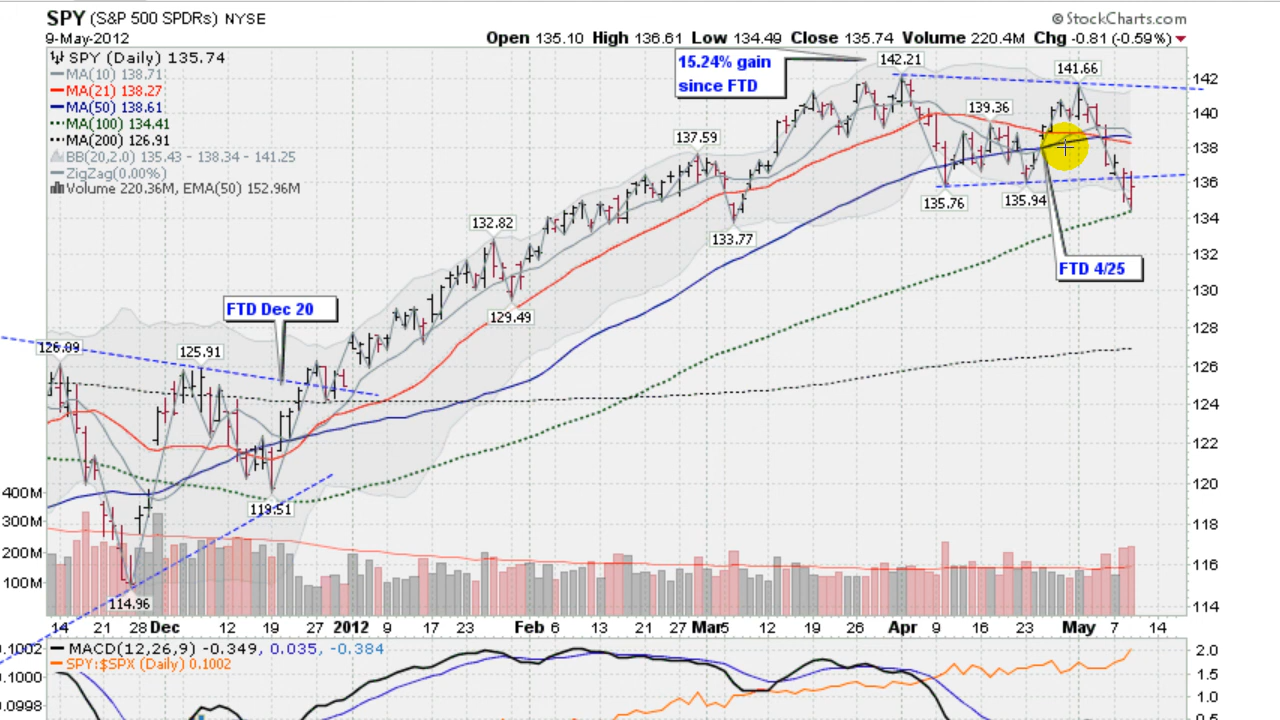 SPY (S&P 500 SPDRs) NYSE
© StockCharts.com
9-May-2012
Open 135.10 High 136.61 Low 134.49 Close 135.74 Volume 220.4M Chg -0.81 (-0.59%)
SPY (Daily) 135.74
MA(10) 138.71
MA(21) 138.27
MA(50) 138.61
MA(100) 134.41
MA(200) 126.91
BB(20,2.0) 135.43 - 138.34 - 141.25
ZigZag(0.00%)
Volume 220.36M, EMA(50) 152.96M
15.24% gain
since FTD
142.21
141.66
139.36
137.59
135.76
135.94
133.77
132.82
129.49
FTD 4/25
FTD Dec 20
126.09
125.91
119.51
114.96
142
140
138
136
134
132
130
128
126
124
122
120
118
116
114
400M
300M
200M
100M
14 21 28 Dec 12 19 27 2012 9 17 23 Feb 6 13 21 27 Mar 5 12 19 26 Apr 9 16 23 May 7 14
MACD(12,26,9) -0.349, 0.035, -0.384
SPY:$SPX (Daily) 0.1002
0.1002
0.1000
0.0998
2.0
1.5
1.0
0.5